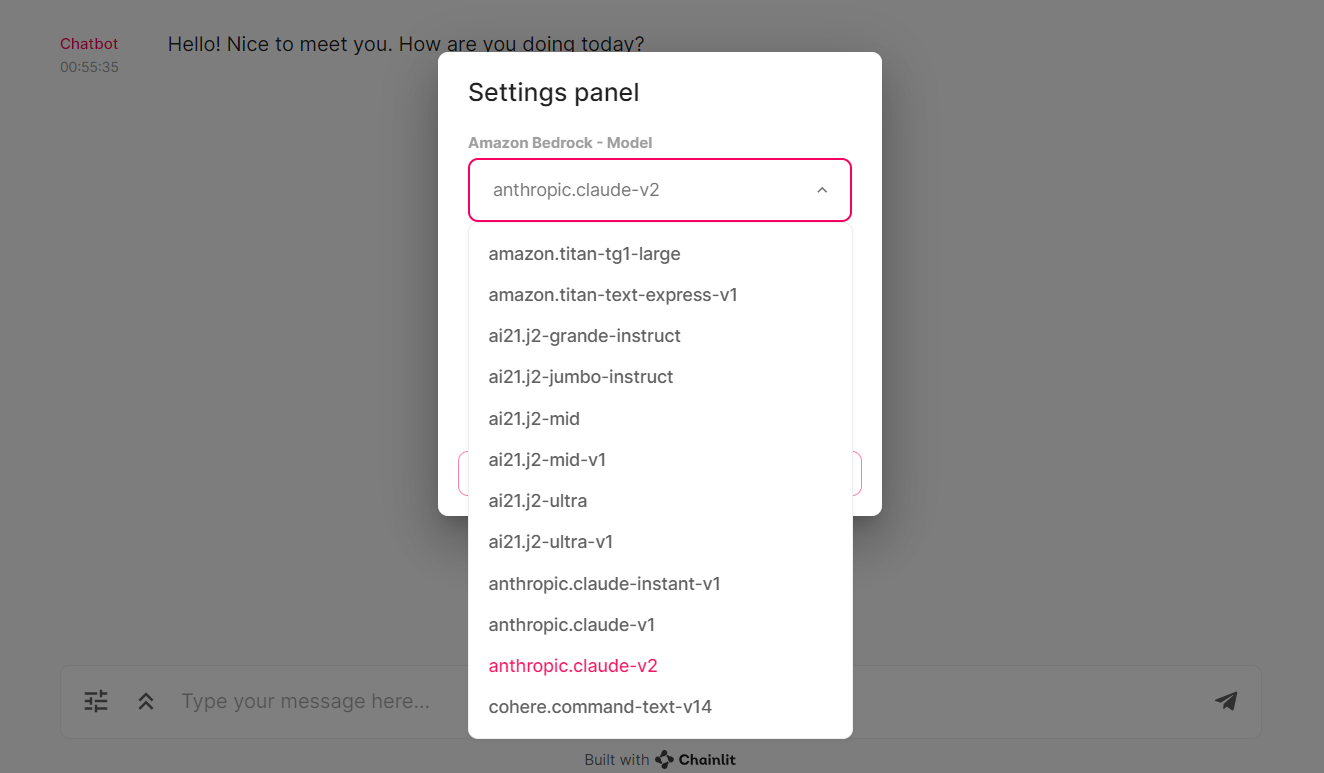 Chatbot
Hello! Nice to meet you. How are you doing today?
00:55:35
Settings panel
Amazon Bedrock - Model
anthropic.claude-v2
amazon.titan-tg1-large
amazon.titan-text-express-v1
ai21.j2-grande-instruct
ai21.j2-jumbo-instruct
ai21.j2-mid
ai21.j2-mid-v1
ai21.j2-ultra
ai21.j2-ultra-v1
anthropic.claude-instant-v1
anthropic.claude-v1
anthropic.claude-v2
cohere.command-text-v14
Type your message here...
Built with Chainlit